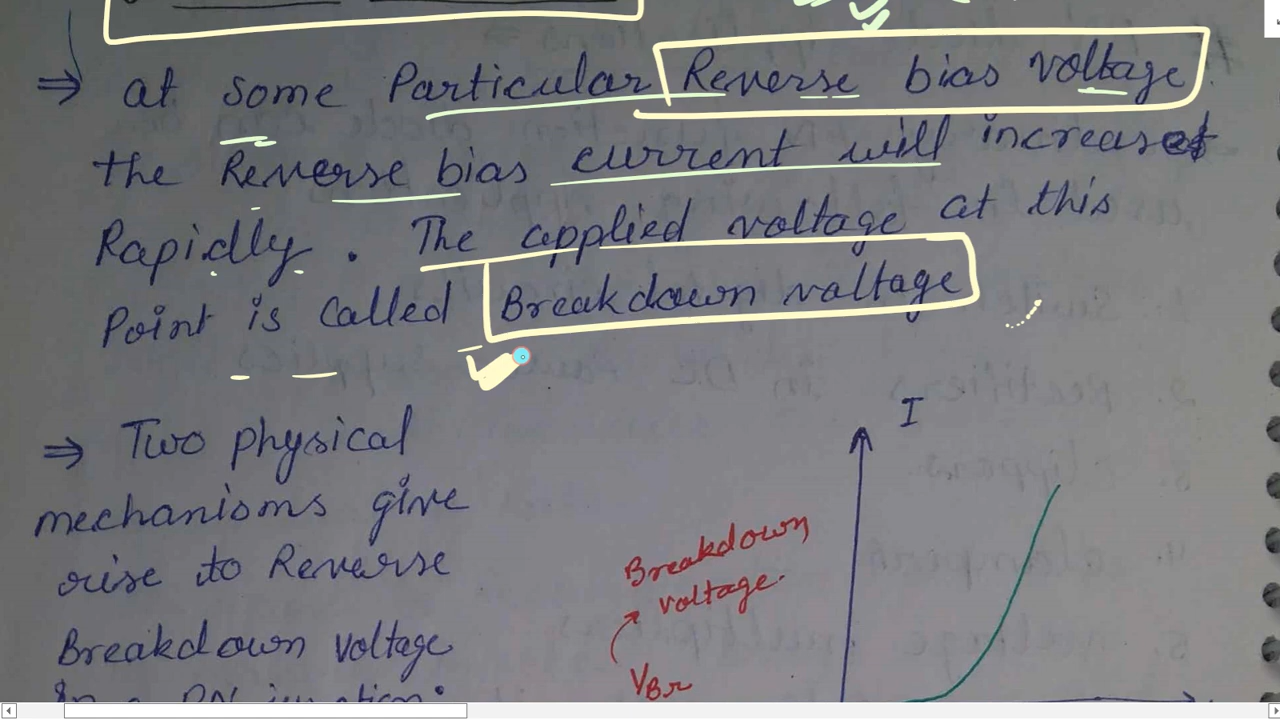 ⇒ at some Particular Reverse bias voltage
the Reverse bias current will increases
Rapidly. The applied voltage at this
Point is called Breakdown voltage
⇒ Two physical
mechanisms give
rise to Reverse
Breakdown voltage
I
Breakdown
voltage.
VBr